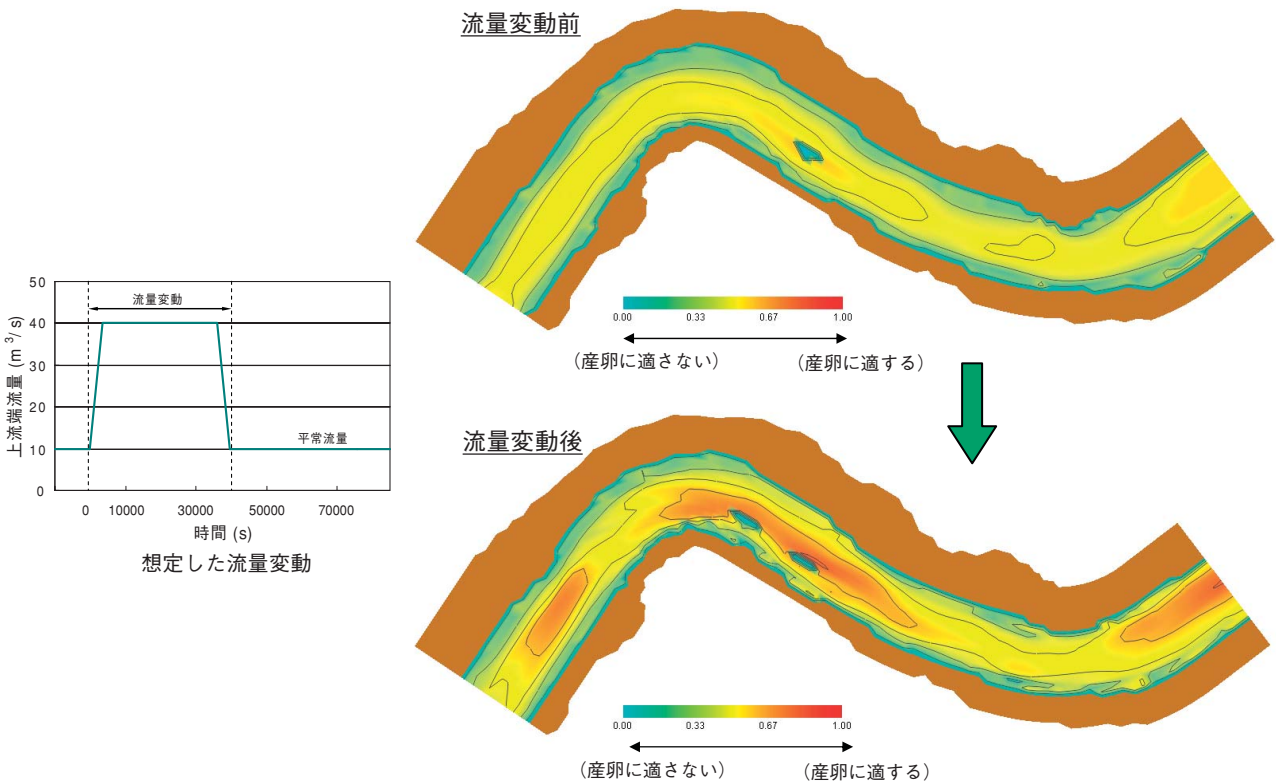 流量変動前
0.00 0.33 0.67 1.00
(産卵に適さない) (産卵に適する)
50
40
30
20
10
0
上流端流量 (m³/s)
流量変動
平常流量
0 10000 30000 50000 70000
時間 (s)
想定した流量変動
流量変動後
0.00 0.33 0.67 1.00
(産卵に適さない) (産卵に適する)